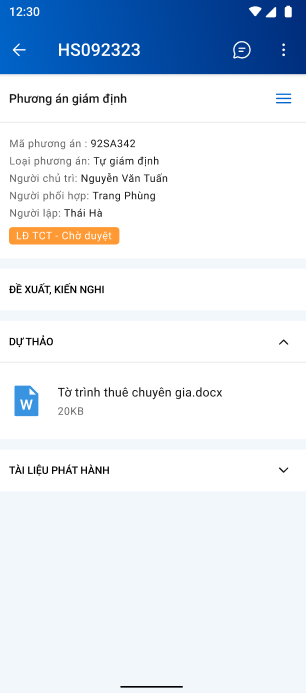 12:30
HS092323
Phương án giám định
Mã phương án : 92SA342
Loại phương án: Tự giám định
Người chủ trì: Nguyễn Văn Tuấn
Người phối hợp: Trang Phùng
Người lập: Thái Hà
LĐ TCT - Chờ duyệt
ĐỀ XUẤT, KIẾN NGHI
DỰ THẢO
W
Tờ trình thuê chuyên gia.docx
20KB
TÀI LIỆU PHÁT HÀNH